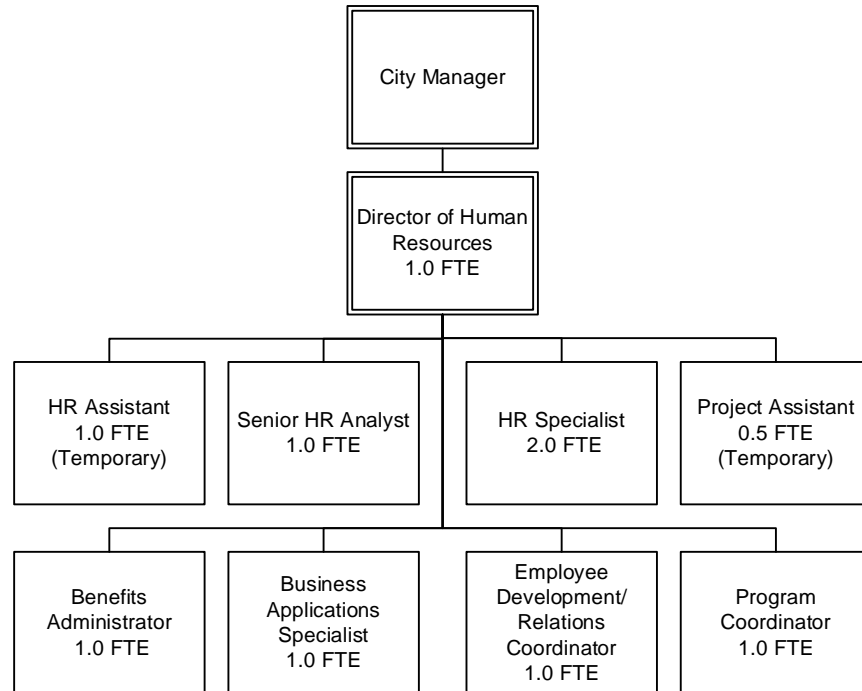 City Manager
Director of Human
Resources
1.0 FTE
HR Assistant
1.0 FTE
(Temporary)
Senior HR Analyst
1.0 FTE
HR Specialist
2.0 FTE
Project Assistant
0.5 FTE
(Temporary)
Benefits
Administrator
1.0 FTE
Business
Applications
Specialist
1.0 FTE
Employee
Development/
Relations
Coordinator
1.0 FTE
Program
Coordinator
1.0 FTE